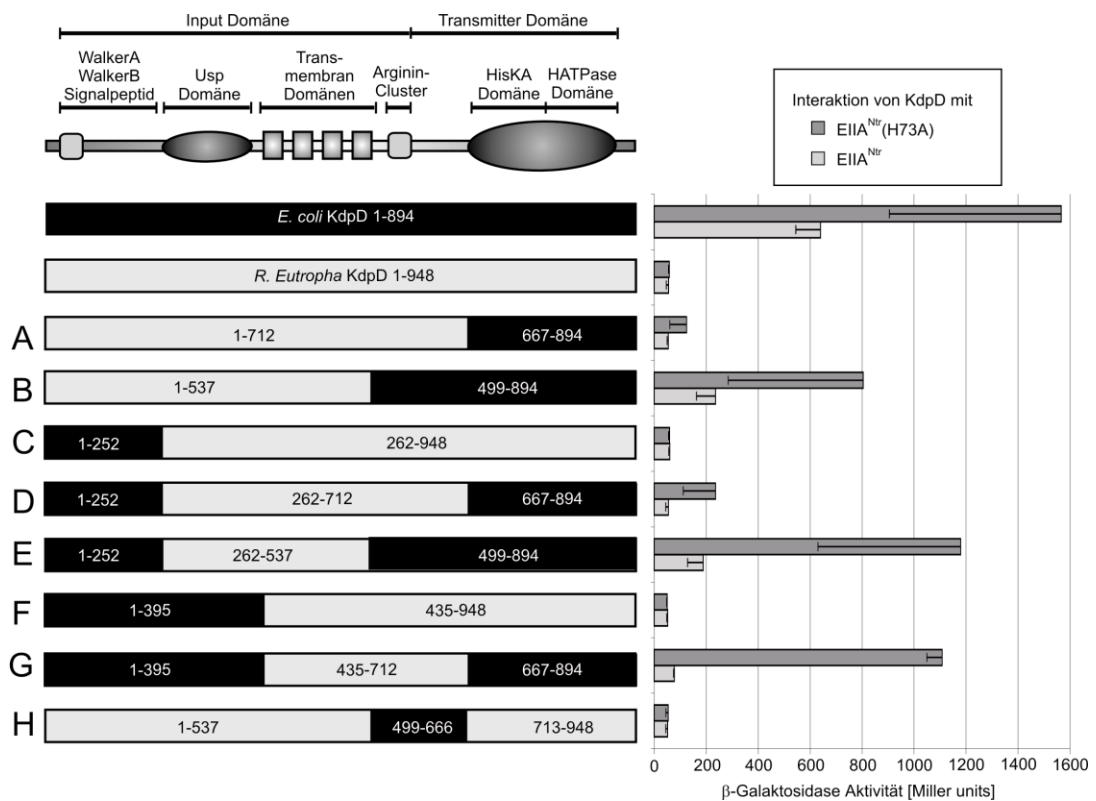 Input Domäne
Transmitter Domäne
WalkerA
WalkerB
Signalpeptid
Usp
Domäne
Trans-
membran
Domänen
Arginin-
Cluster
HisKA
Domäne
HATPase
Domäne
Interaktion von KdpD mit
EIIA^Ntr(H73A)
EIIA^Ntr
E. coli KdpD 1-894
R. Eutropha KdpD 1-948
A
1-712
667-894
B
1-537
499-894
C
1-252
262-948
D
1-252
262-712
667-894
E
1-252
262-537
499-894
F
1-395
435-948
G
1-395
435-712
667-894
H
1-537
499-666
713-948
0 200 400 600 800 1000 1200 1400 1600
β-Galaktosidase Aktivität [Miller units]